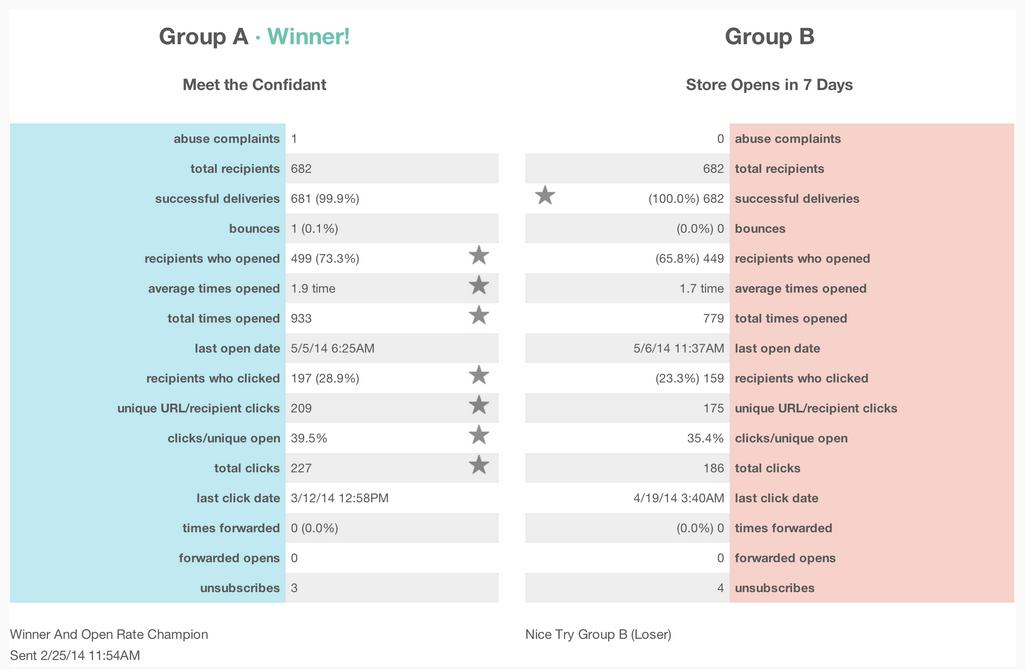 Group A · Winner!
Group B
Meet the Confidant
Store Opens in 7 Days
abuse complaints 1
0 abuse complaints
total recipients 682
682 total recipients
successful deliveries 681 (99.9%)
(100.0%) 682 successful deliveries
bounces 1 (0.1%)
(0.0%) 0 bounces
recipients who opened 499 (73.3%)
(65.8%) 449 recipients who opened
average times opened 1.9 time
1.7 time average times opened
total times opened 933
779 total times opened
last open date 5/5/14 6:25AM
5/6/14 11:37AM last open date
recipients who clicked 197 (28.9%)
(23.3%) 159 recipients who clicked
unique URL/recipient clicks 209
175 unique URL/recipient clicks
clicks/unique open 39.5%
35.4% clicks/unique open
total clicks 227
186 total clicks
last click date 3/12/14 12:58PM
4/19/14 3:40AM last click date
times forwarded 0 (0.0%)
(0.0%) 0 times forwarded
forwarded opens 0
0 forwarded opens
unsubscribes 3
4 unsubscribes
Winner And Open Rate Champion
Nice Try Group B (Loser)
Sent 2/25/14 11:54AM